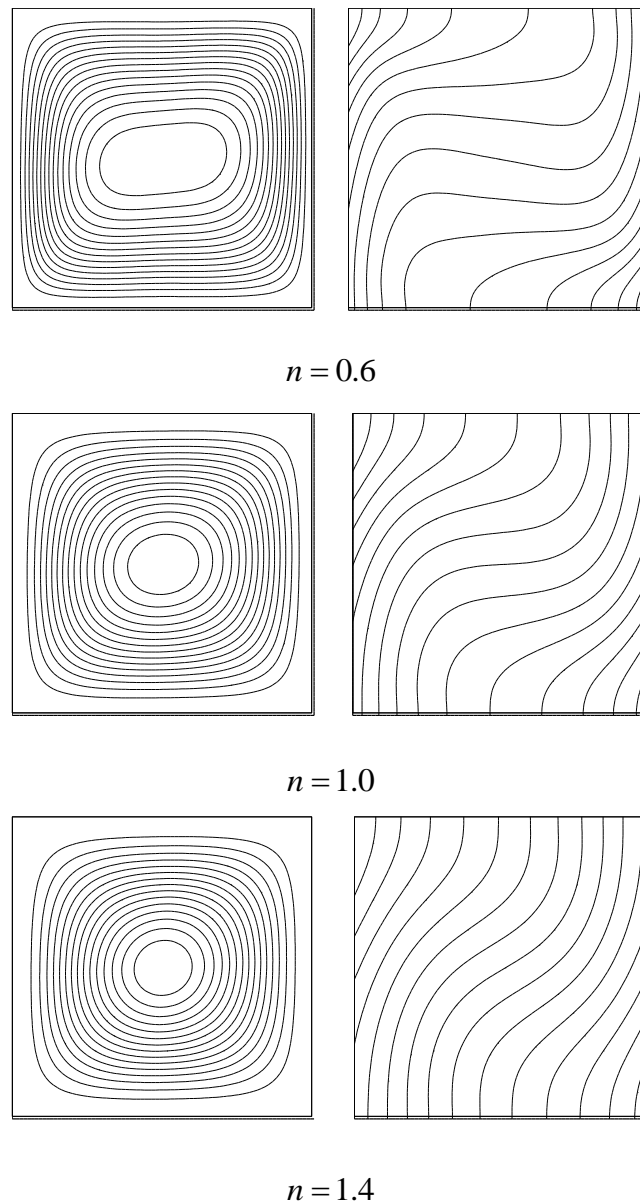 n = 0.6
n = 1.0
n = 1.4